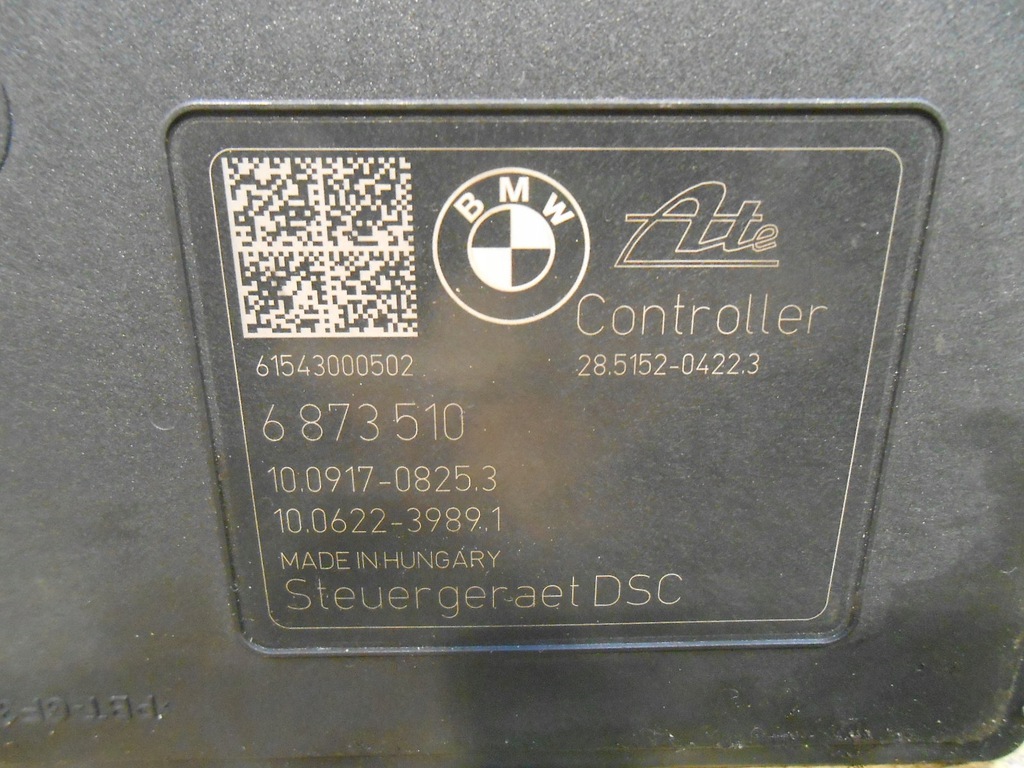 BMW
Ate
Controller
61543000502
28.5152-0422.3
6 873 510
10.0917-0825.3
10.0622-3989.1
MADE IN HUNGARY
Steuergeraet DSC